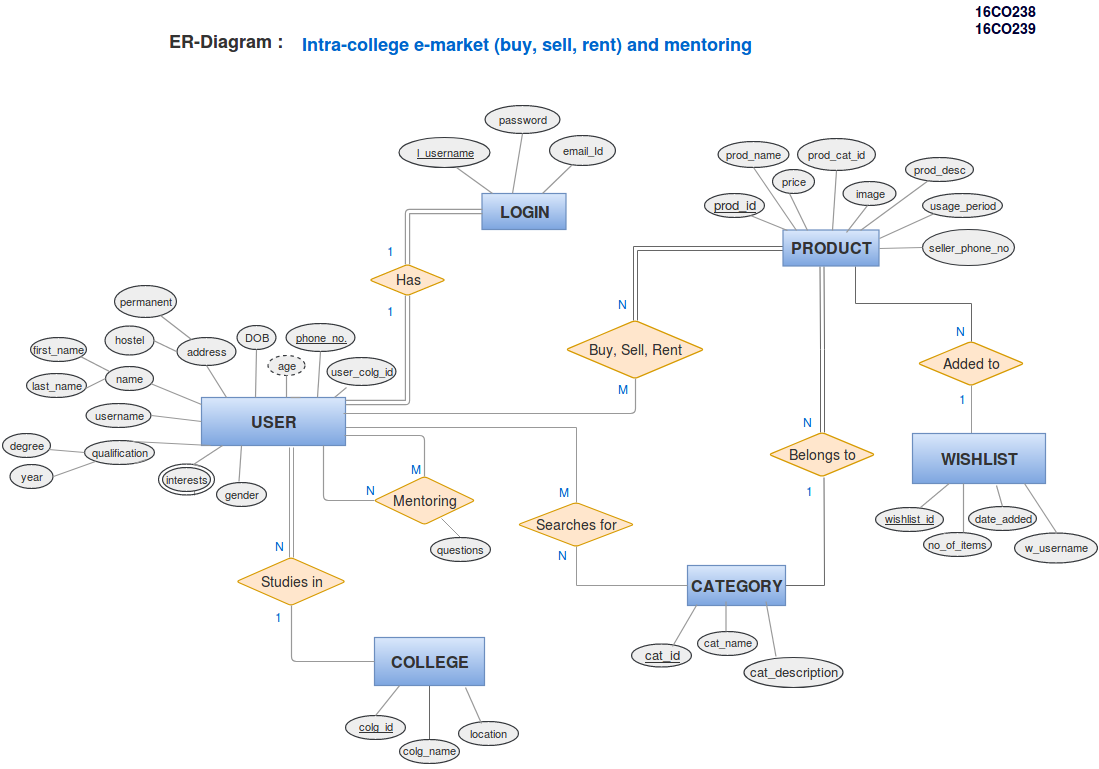 16CO238
16CO239
ER-Diagram : Intra-college e-market (buy, sell, rent) and mentoring
password
l_username
email_Id
LOGIN
prod_name
prod_cat_id
price
prod_desc
image
prod_id
usage_period
seller_phone_no
PRODUCT
1
Has
1
permanent
hostel
address
DOB
phone_no.
age
user_colg_id
first_name
last_name
name
username
USER
degree
year
qualification
interests
gender
N
Buy, Sell, Rent
M
N
Added to
1
WISHLIST
wishlist_id
date_added
no_of_items
w_username
M
N
Mentoring
questions
M
Searches for
N
N
Belongs to
1
CATEGORY
cat_id
cat_name
cat_description
N
Studies in
1
COLLEGE
colg_id
colg_name
location